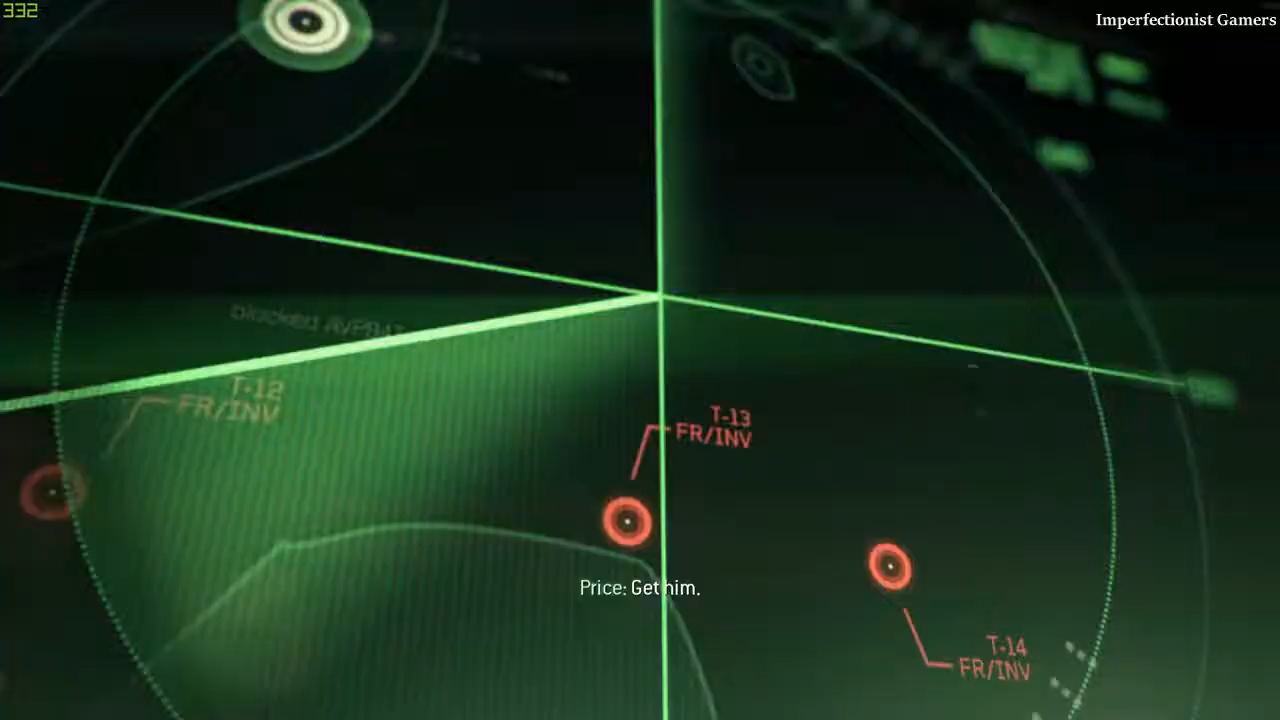 332
Imperfectionist Gamers
T-12
FR/INV
T-13
FR/INV
Price: Get him.
T-14
FR/INV